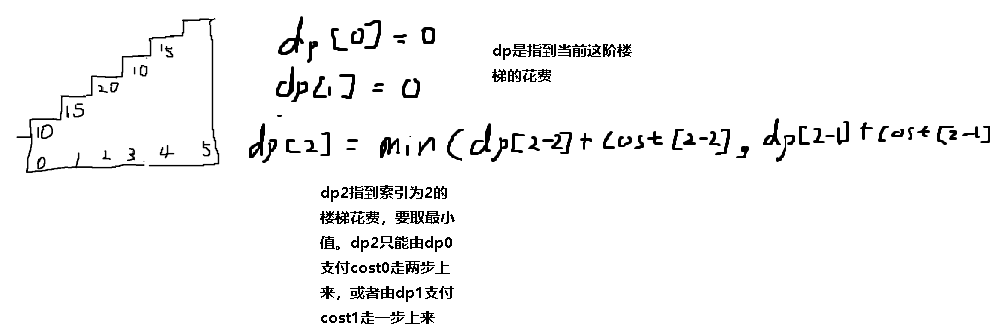 dp[0]=0
dp[1]=0
dp是指到当前这阶楼
梯的花费
dp[2]=min(dp[2-2]+cost[2-2],dp[2-1]+cost[2-1]
15
10
20
15
10
0 1 2 3 4 5
dp2指到索引为2的
楼梯花费，要取最小
值。dp2只能由dp0
支付cost0走两步上
来，或者由dp1支付
cost1走一步上来